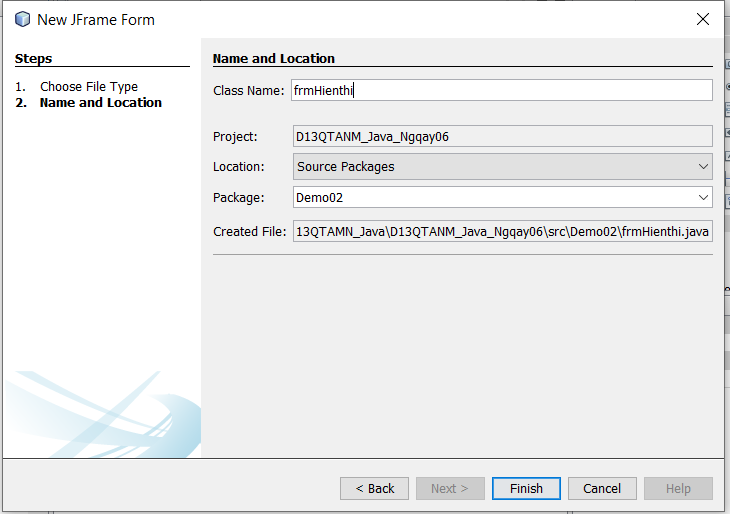 New JFrame Form
Steps
1. Choose File Type
2. Name and Location
Name and Location
Class Name: frmHienthi
Project: D13QTANM_Java_Ngqay06
Location: Source Packages
Package: Demo02
Created File: 13QTAMN_Java\D13QTANM_Java_Ngqay06\src\Demo02\frmHienthi.java
< Back Next > Finish Cancel Help